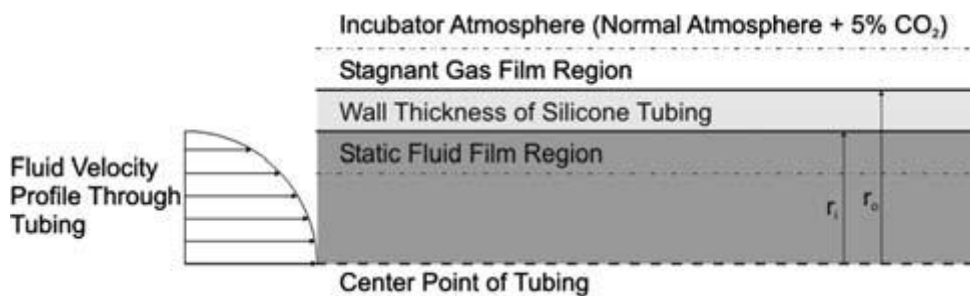 Incubator Atmosphere (Normal Atmosphere + 5% CO₂)
Stagnant Gas Film Region
Wall Thickness of Silicone Tubing
Static Fluid Film Region
Fluid Velocity
Profile Through
Tubing
rᵢ
rₒ
Center Point of Tubing